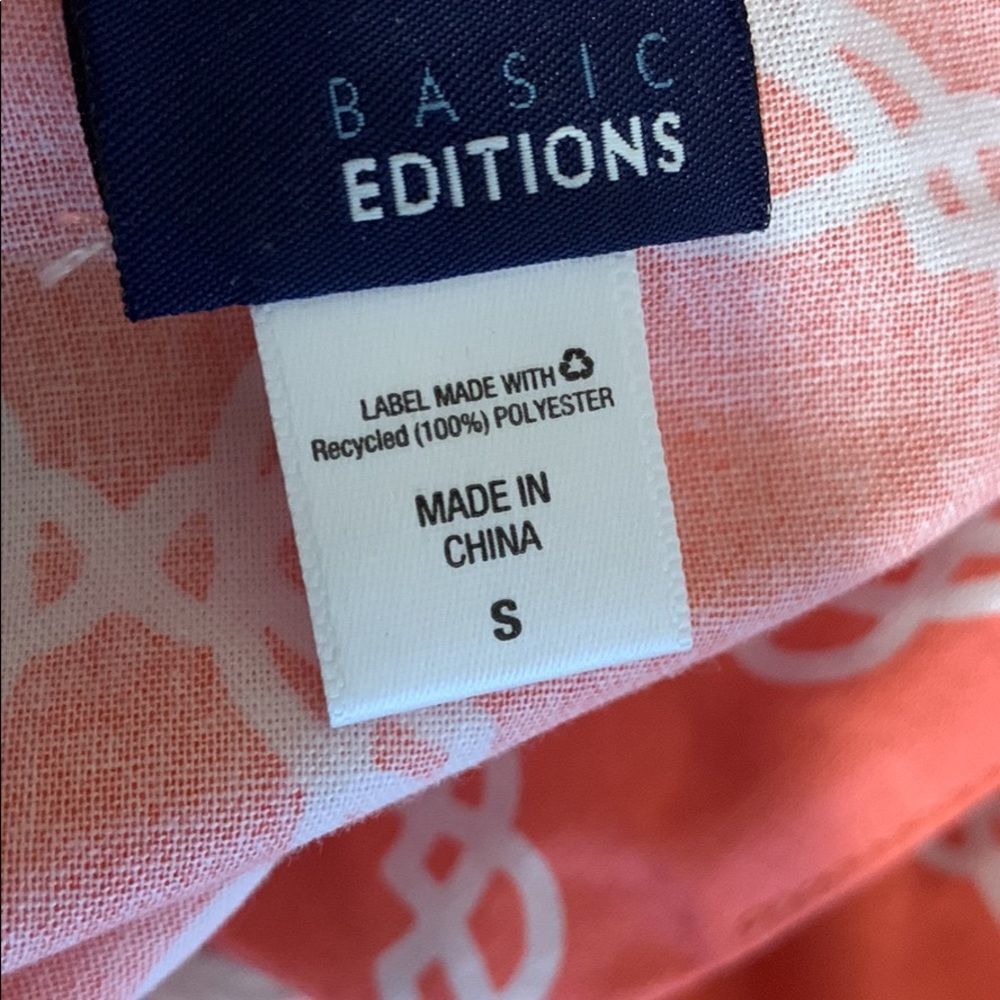 BASIC
EDITIONS
LABEL MADE WITH
Recycled (100%) POLYESTER
MADE IN
CHINA
S